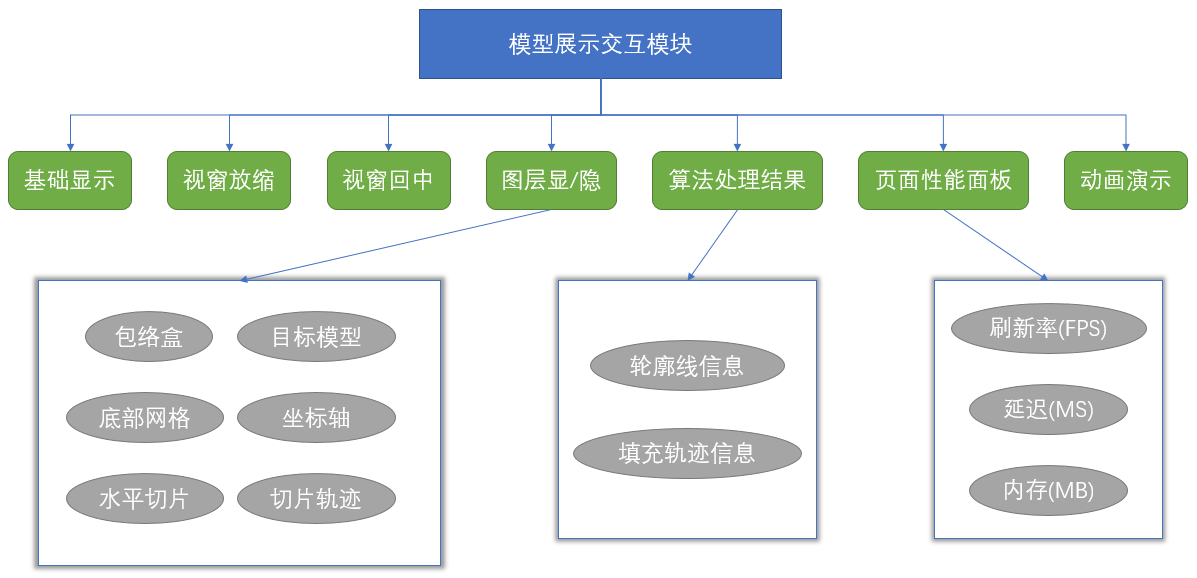 模型展示交互模块
基础显示
视窗放缩
视窗回中
图层显/隐
算法处理结果
页面性能面板
动画演示
包络盒
目标模型
底部网格
坐标轴
水平切片
切片轨迹
轮廓线信息
填充轨迹信息
刷新率(FPS)
延迟(MS)
内存(MB)